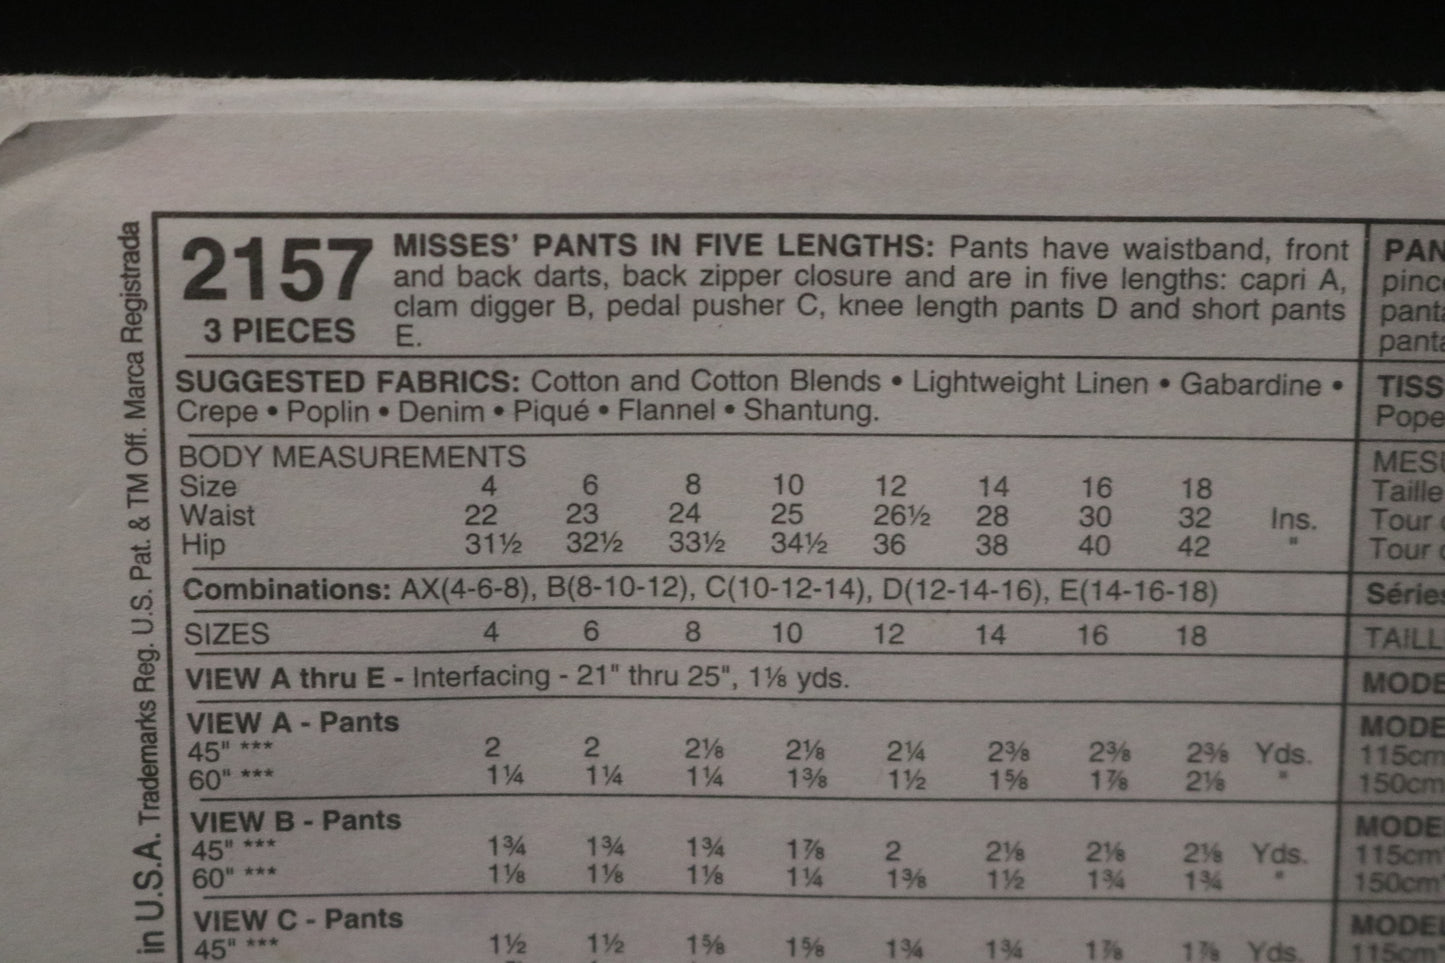 in U.S.A. Trademarks Reg. U.S. Pat. & TM Off. Marca Registrada
2157
3 PIECES
MISSES' PANTS IN FIVE LENGTHS: Pants have waistband, front
and back darts, back zipper closure and are in five lengths: capri A,
clam digger B, pedal pusher C, knee length pants D and short pants
E.
SUGGESTED FABRICS: Cotton and Cotton Blends • Lightweight Linen • Gabardine •
Crepe • Poplin • Denim • Piqué • Flannel • Shantung.
BODY MEASUREMENTS
Size 4 6 8 10 12 14 16 18
Waist 22 23 24 25 26½ 28 30 32 Ins.
Hip 31½ 32½ 33½ 34½ 36 38 40 42 "
Combinations: AX(4-6-8), B(8-10-12), C(10-12-14), D(12-14-16), E(14-16-18)
SIZES 4 6 8 10 12 14 16 18
VIEW A thru E - Interfacing - 21" thru 25", 1⅛ yds.
VIEW A - Pants
45" *** 2 2 2⅛ 2⅛ 2¼ 2⅜ 2⅜ 2⅜ Yds.
60" *** 1¼ 1¼ 1¼ 1⅜ 1½ 1⅝ 1⅞ 2⅛ "
VIEW B - Pants
45" *** 1¾ 1¾ 1¾ 1⅞ 2 2⅛ 2⅛ 2⅛ Yds.
60" *** 1⅛ 1⅛ 1⅛ 1¼ 1⅜ 1½ 1¾ 1¾ "
VIEW C - Pants
45" *** 1½ 1½ 1⅝ 1⅝ 1¾ 1¾ 1⅞ 1⅞ Yds.
PAN
pinc
pant
panta
TISS
Pope
MES
Taille
Tour
Tour
Séries
TAILL
MODE
MODE
115cm
150cm
MODE
115cm
150cm
MODE
115cm